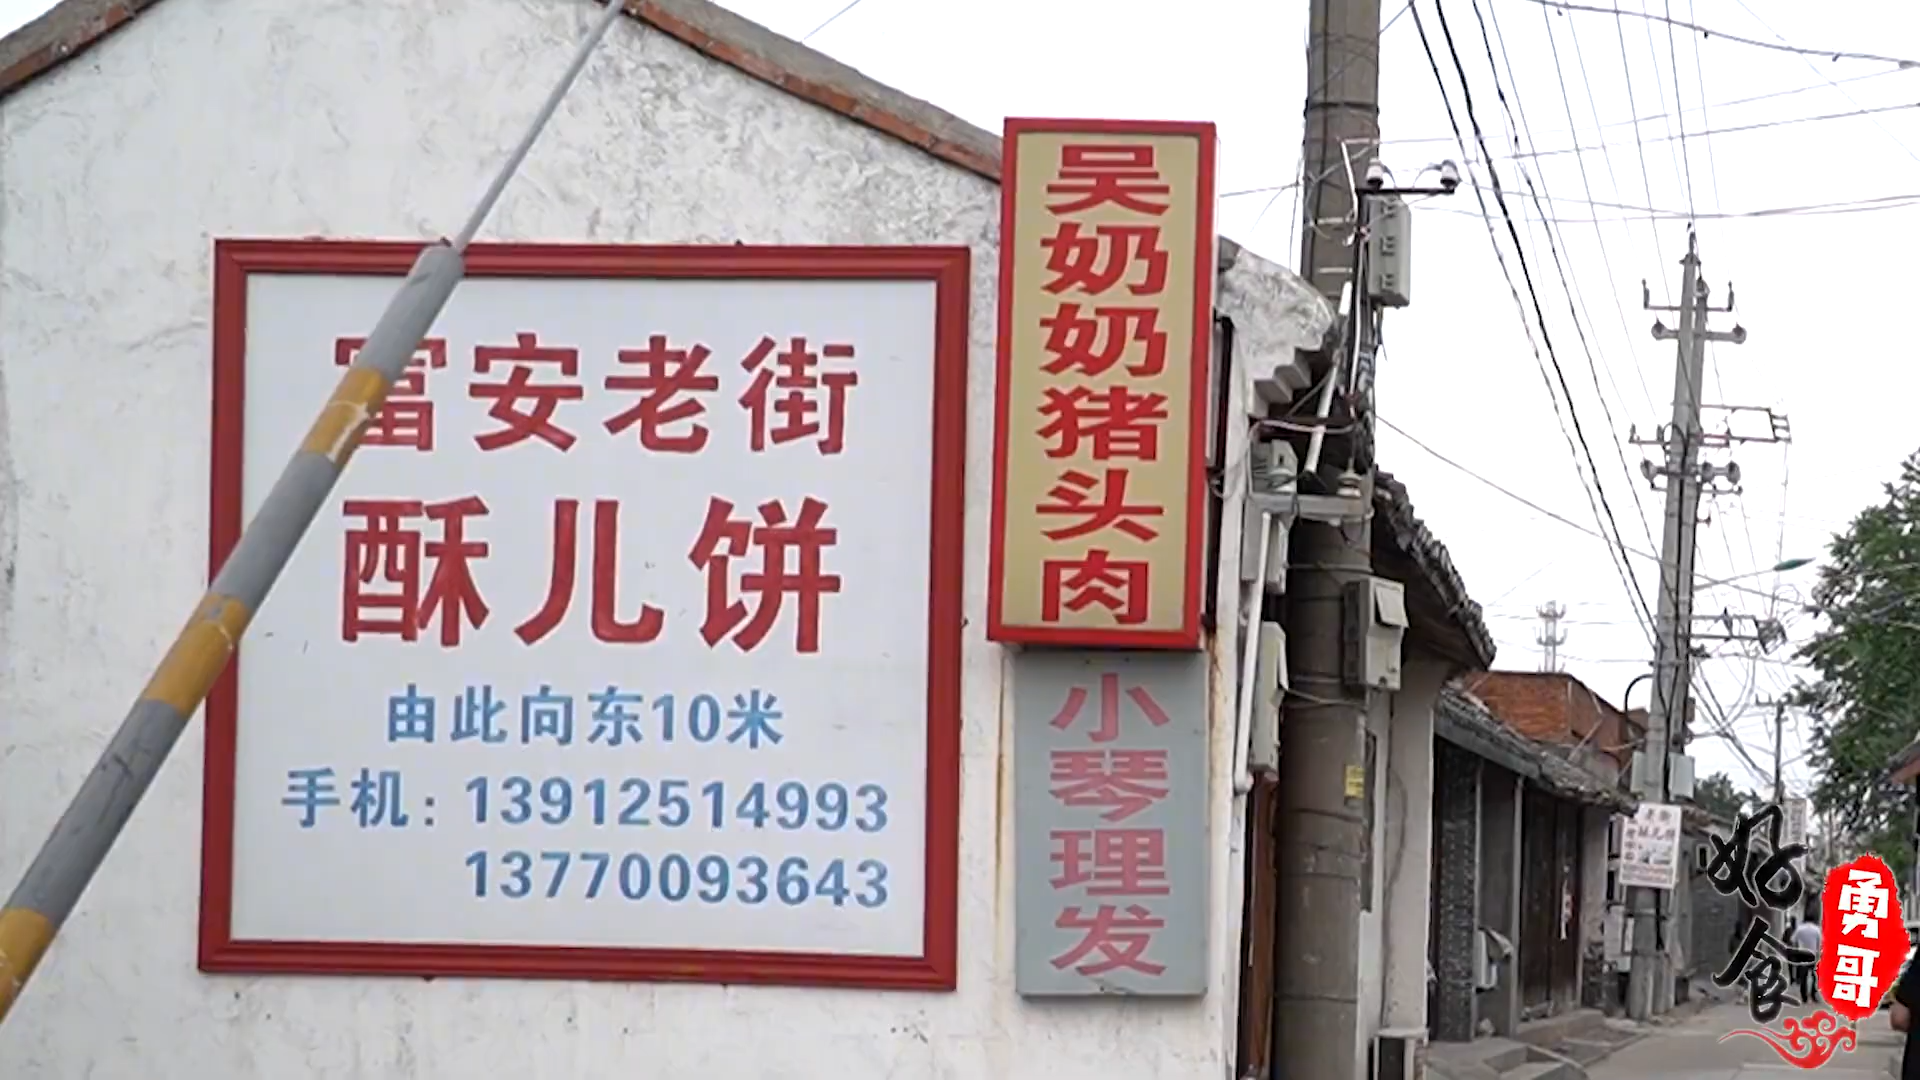 富安老街
酥儿饼
由此向东10米
手机：13912514993
13770093643
吴奶奶猪头肉
小琴理发
好食
勇哥